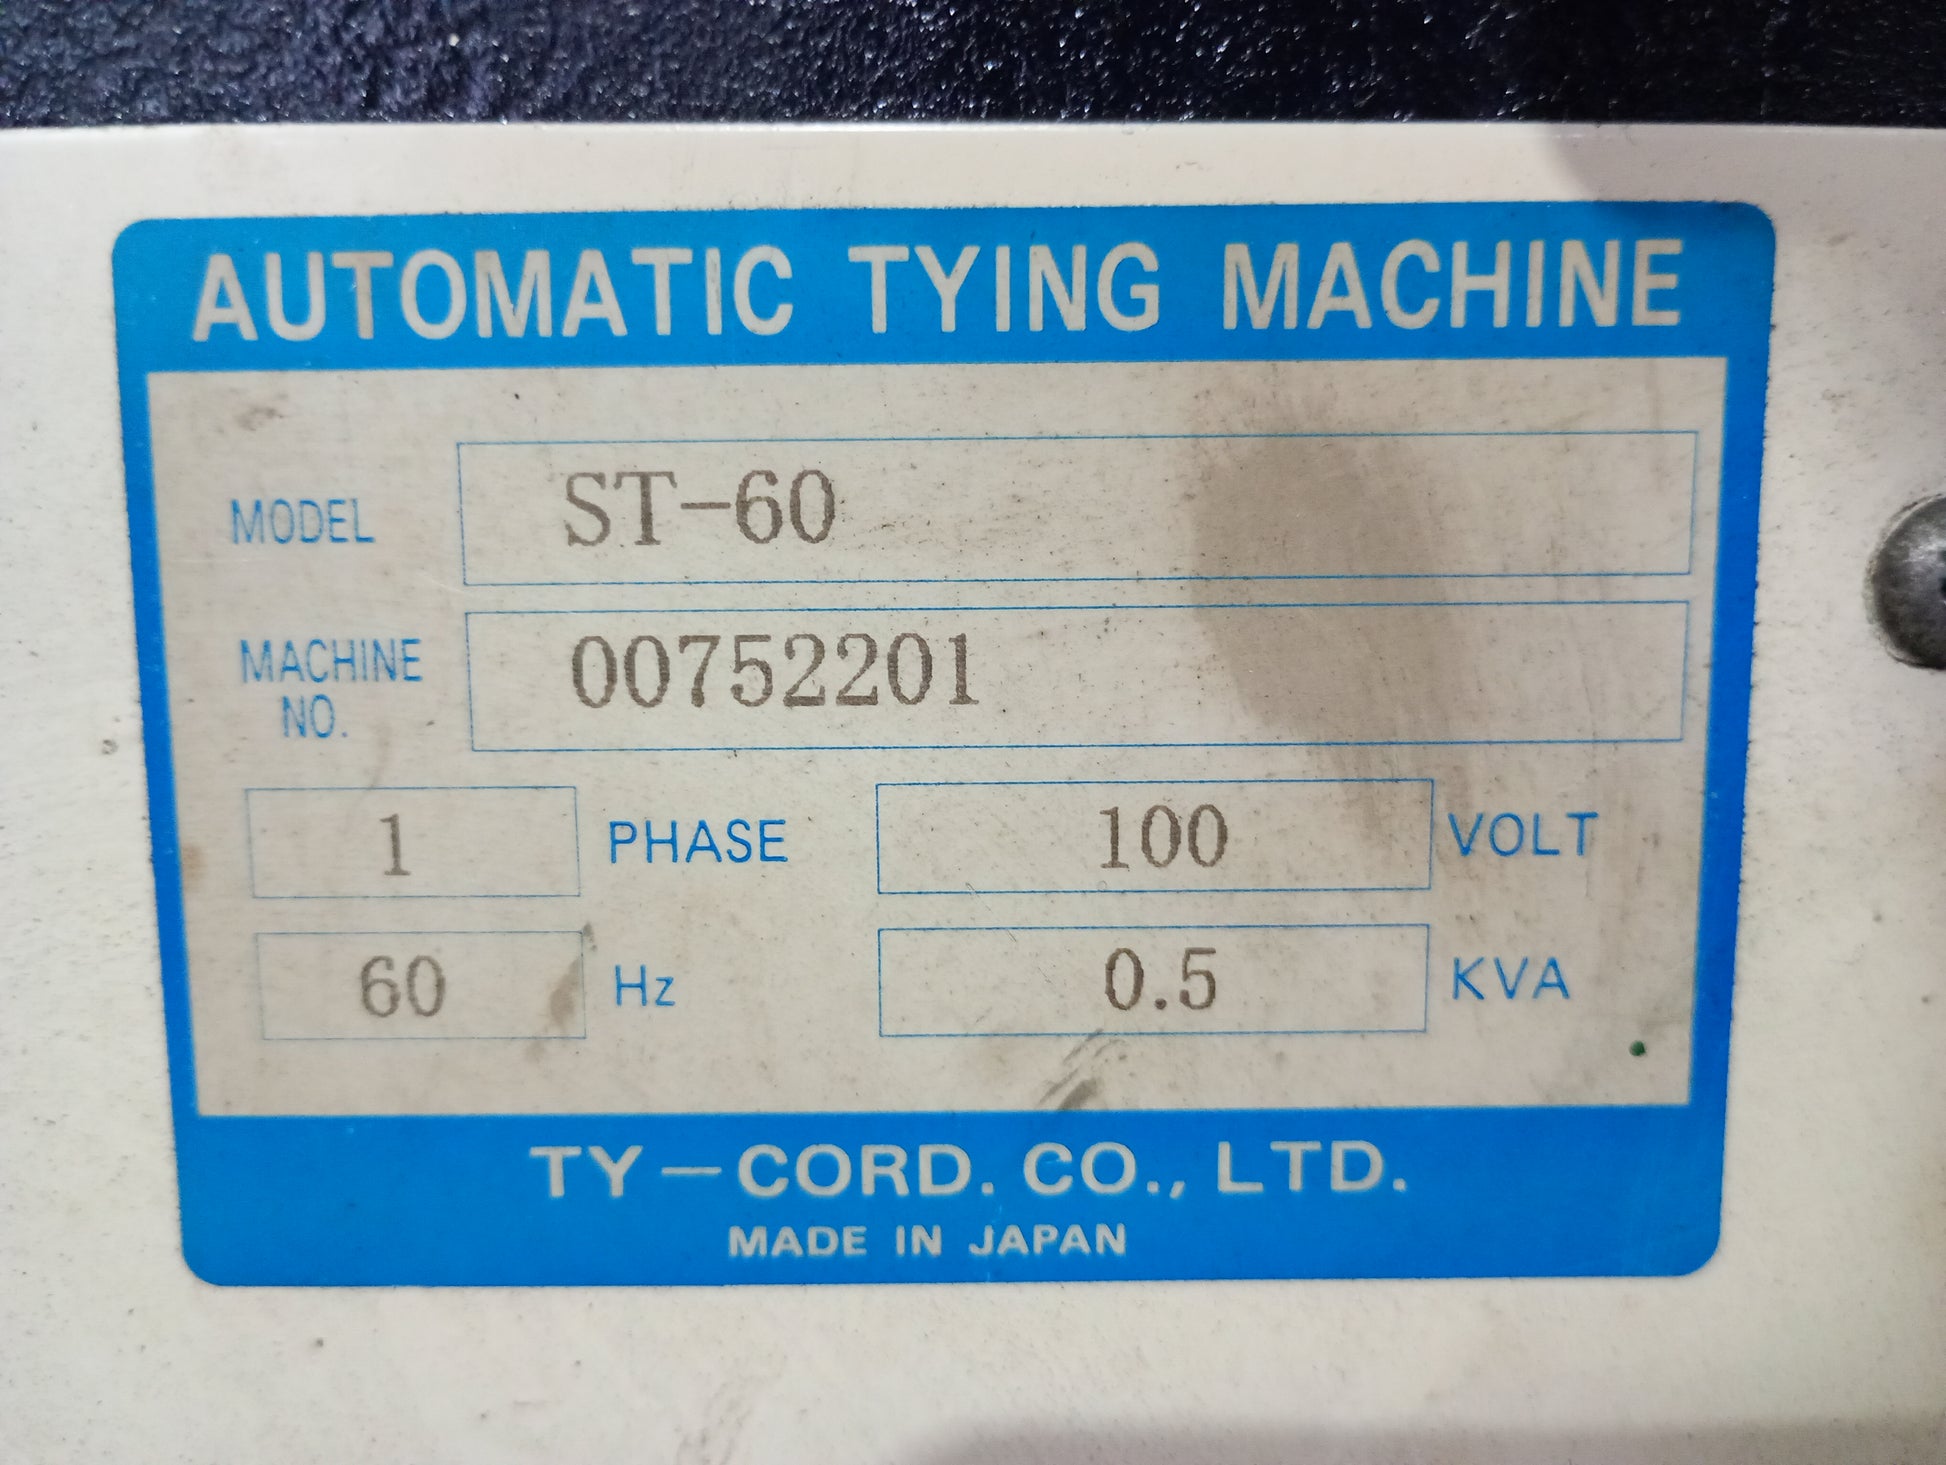 AUTOMATIC TYING MACHINE
MODEL ST-60
MACHINE NO. 00752201
1 PHASE 100 VOLT
60 Hz 0.5 KVA
TY-CORD. CO., LTD.
MADE IN JAPAN